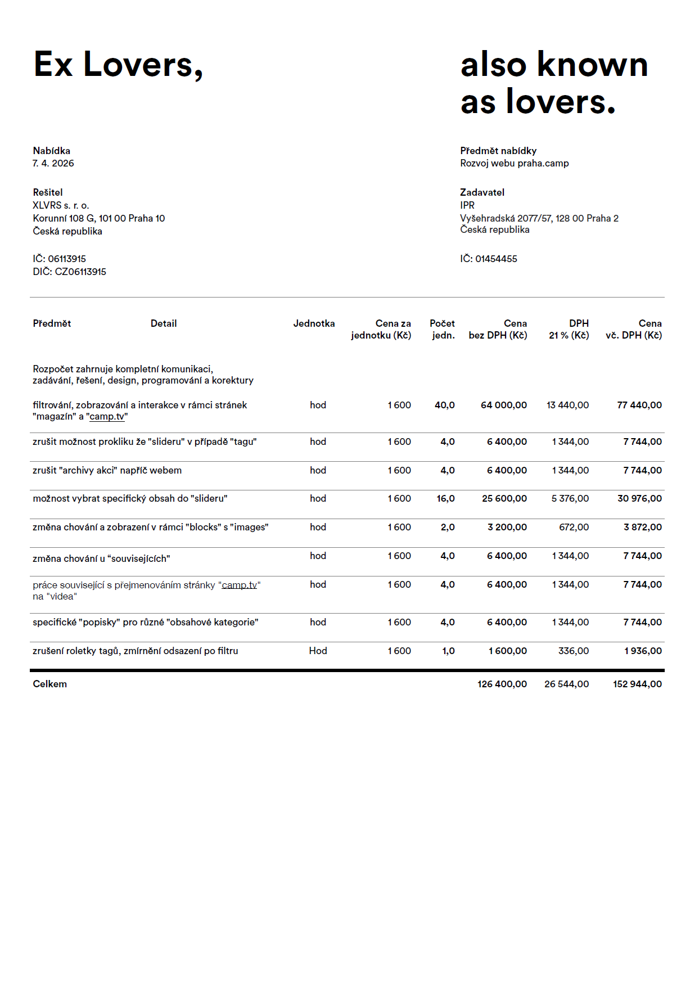 Ex Lovers,
also known
as lovers.
Nabídka
7. 4. 2026
Předmět nabídky
Rozvoj webu praha.camp
Rešitel
XLVRS s. r. o.
Korunní 108 G, 101 00 Praha 10
Česká republika
Zadavatel
IPR
Vyšehradská 2077/57, 128 00 Praha 2
Česká republika
IČ: 06113915
DIČ: CZ06113915
IČ: 01454455
Předmět Detail Jednotka Cena za jednotku (Kč) Počet jedn. Cena bez DPH (Kč) DPH 21 % (Kč) Cena vč. DPH (Kč)
Rozpočet zahrnuje kompletní komunikaci,
zadávání, řešení, design, programování a korektury
filtrování, zobrazování a interakce v rámci stránek hod 1 600 40,0 64 000,00 13 440,00 77 440,00
"magazín" a "camp.tv"
zrušit možnost prokliku že "slideru" v případě "tagu" hod 1 600 4,0 6 400,00 1 344,00 7 744,00
zrušit "archivy akci" napříč webem hod 1 600 4,0 6 400,00 1 344,00 7 744,00
možnost vybrat specifický obsah do "slideru" hod 1 600 16,0 25 600,00 5 376,00 30 976,00
změna chování a zobrazení v rámci "blocks" s "images" hod 1 600 2,0 3 200,00 672,00 3 872,00
změna chování u “souvisejících" hod 1 600 4,0 6 400,00 1 344,00 7 744,00
práce související s přejmenováním stránky "camp.tv" hod 1 600 4,0 6 400,00 1 344,00 7 744,00
na "videa"
specifické "popisky" pro různé "obsahové kategorie" hod 1 600 4,0 6 400,00 1 344,00 7 744,00
zrušení roletky tagů, zmírnění odsazení po filtru Hod 1 600 1,0 1 600,00 336,00 1 936,00
Celkem 126 400,00 26 544,00 152 944,00